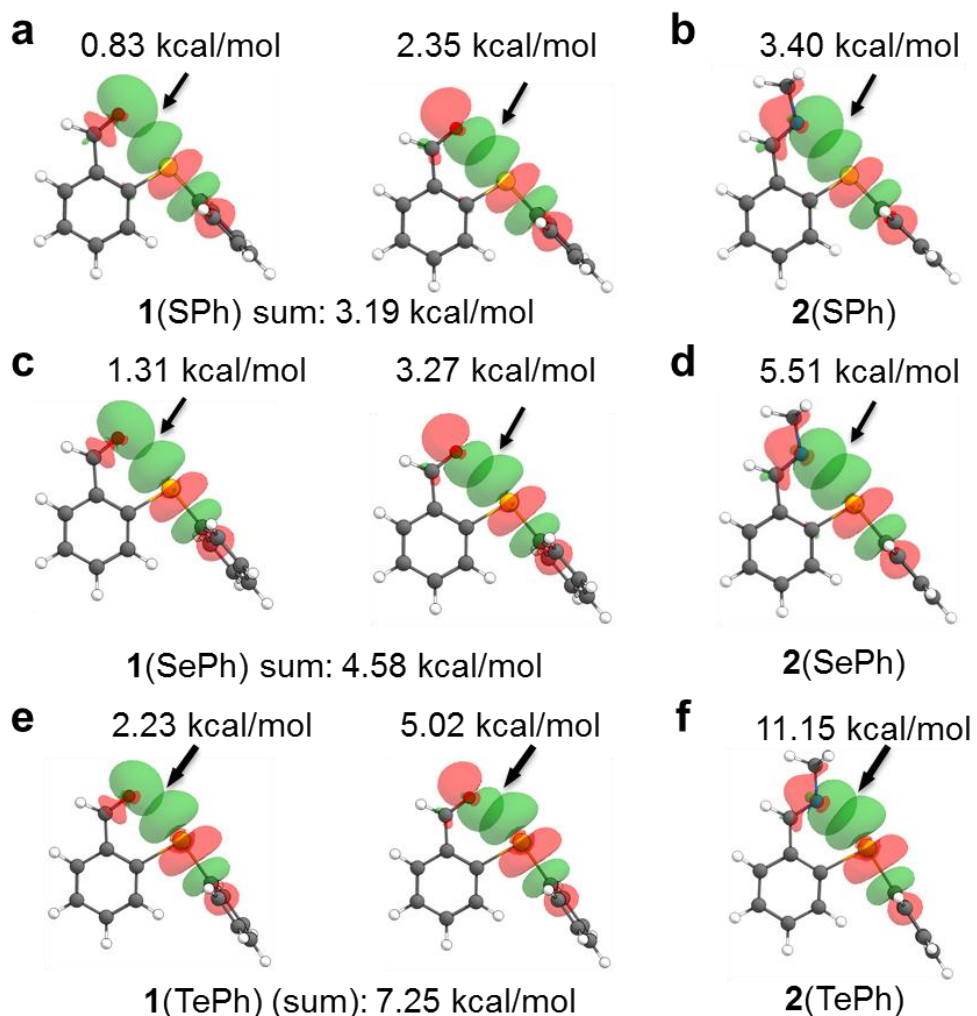 a 0.83 kcal/mol 2.35 kcal/mol b 3.40 kcal/mol
1(SPh) sum: 3.19 kcal/mol 2(SPh)
c 1.31 kcal/mol 3.27 kcal/mol d 5.51 kcal/mol
1(SePh) sum: 4.58 kcal/mol 2(SePh)
e 2.23 kcal/mol 5.02 kcal/mol f 11.15 kcal/mol
1(TePh) (sum): 7.25 kcal/mol 2(TePh)